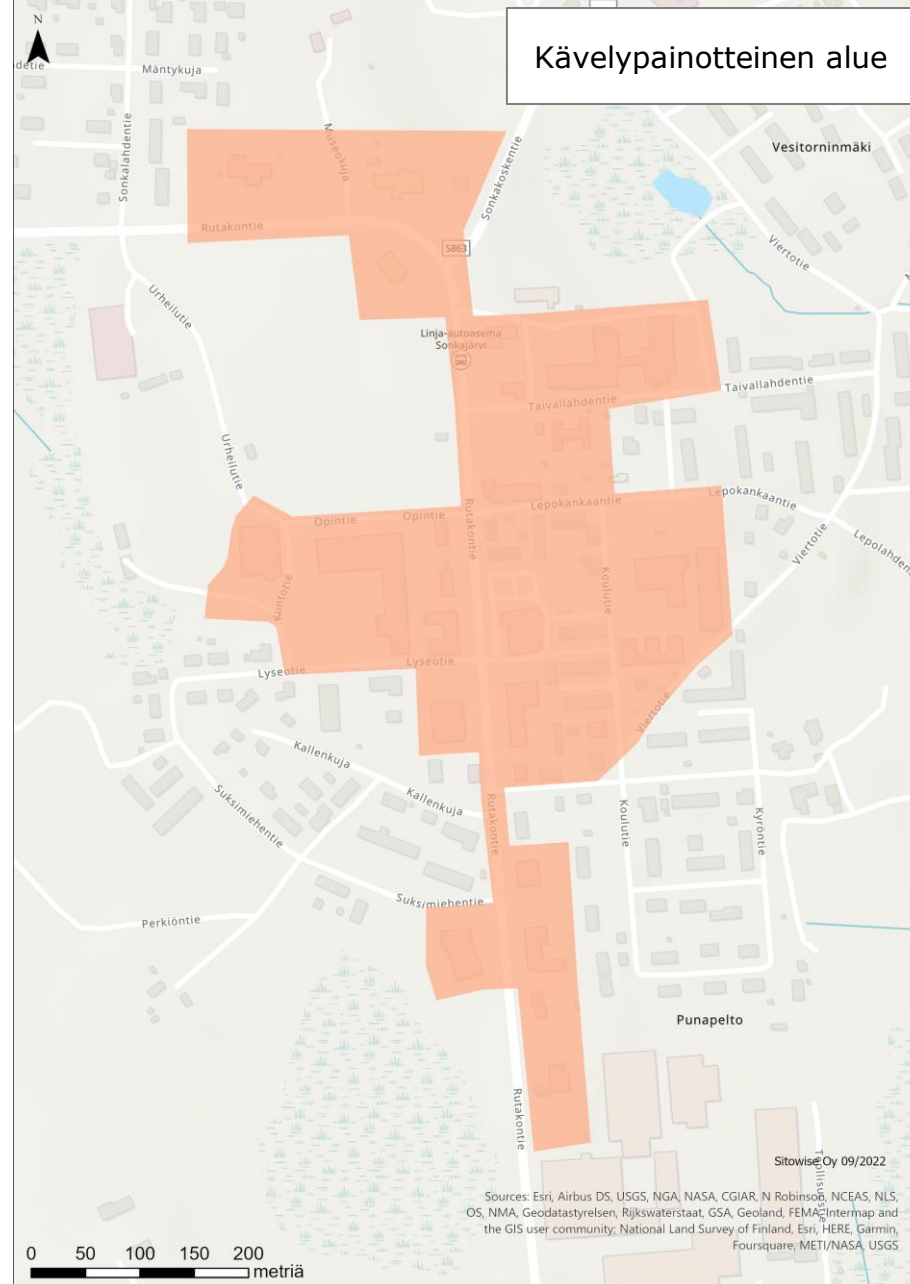 Kävelypainotteinen alue
N
Mäntykuja
Museokuja
Sonkalahdentie
Sonkakoskentie
Vesitorninmäki
Rutakontie
5863
Viertotie
Urheilutie
Linja-autoasema
Sonkajärvi
Taivallahdentie
Taivallahdentie
Urheilutie
Lepokankaantie
Lepokankaantie
Opintie
Opintie
Rutakontie
Viertotie
Kuntotie
Koulutie
Lyseotie
Lyseotie
Viertotie
Kallenkuja
Kallenkuja
Suksimiehentie
Rutakontie
Koulutie
Kyröntie
Suksimiehentie
Perkiöntie
Punapelto
Rutakontie
Sitowise Oy 09/2022
Sources: Esri, Airbus DS, USGS, NGA, NASA, CGIAR, N Robinson, NCEAS, NLS,
OS, NMA, Geodatastyrelsen, Rijkswaterstaat, GSA, Geoland, FEMA, Intermap and
the GIS user community; National Land Survey of Finland, Esri, HERE, Garmin,
Foursquare, METI/NASA, USGS
0 50 100 150 200
metriä